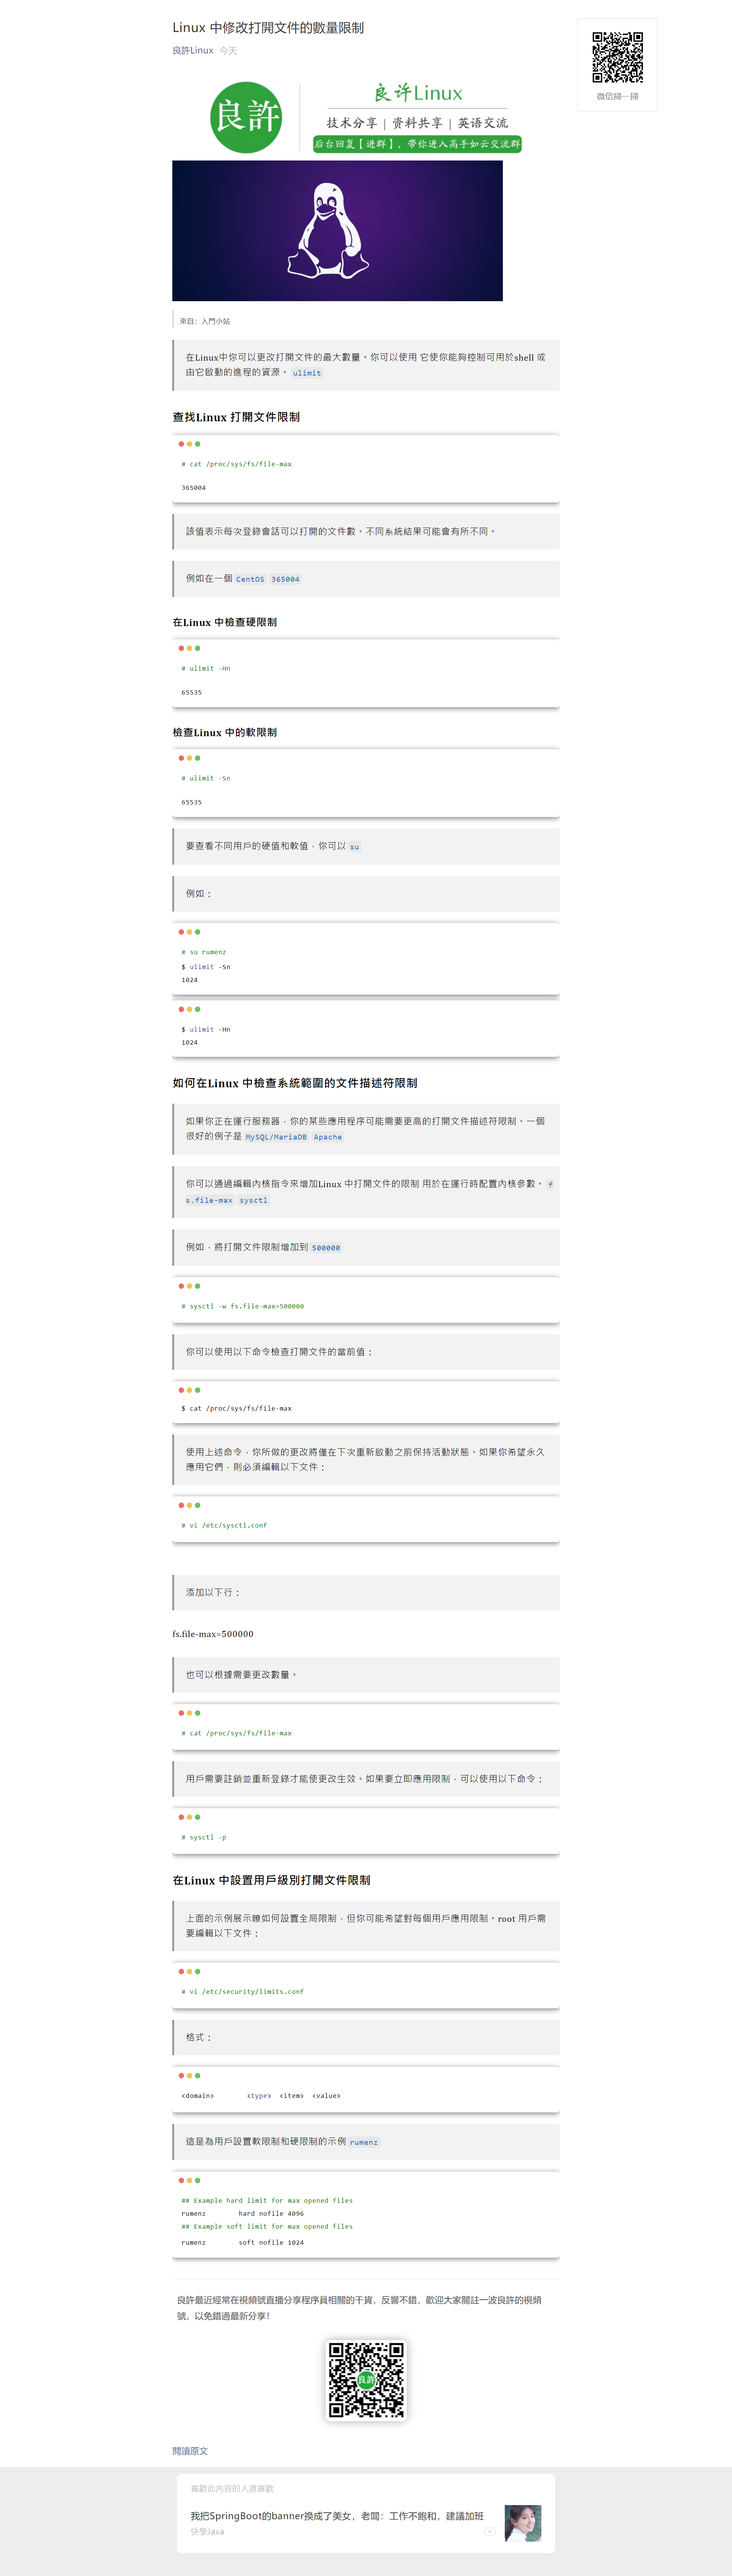 Linux 中修改打開文件的數量限制
良許Linux 今天
微信掃一掃
良許
良许Linux
技术分享 | 资料共享 | 英语交流
后台回复【进群】，带你进入高手如云交流群
來自：入門小站
在Linux中你可以更改打開文件的最大數量。你可以使用 它使你能夠控制可用於shell 或
由它啟動的進程的資源。 ulimit
查找Linux 打開文件限制
# cat /proc/sys/fs/file-max
365004
該值表示每次登錄會話可以打開的文件數。不同系統結果可能會有所不同。
例如在一個 CentOS 365004
在Linux 中檢查硬限制
# ulimit -Hn
65535
檢查Linux 中的軟限制
# ulimit -Sn
65535
要查看不同用戶的硬值和軟值，你可以 su
例如：
# su rumenz
$ ulimit -Sn
1024
$ ulimit -Hn
1024
如何在Linux 中檢查系統範圍的文件描述符限制
如果你正在運行服務器，你的某些應用程序可能需要更高的打開文件描述符限制。一個
很好的例子是 MySQL/MariaDB Apache
你可以通過編輯內核指令來增加Linux 中打開文件的限制 用於在運行時配置內核參數。 f
s.file-max sysctl
例如，將打開文件限制增加到 500000
# sysctl -w fs.file-max=500000
你可以使用以下命令檢查打開文件的當前值：
$ cat /proc/sys/fs/file-max
使用上述命令，你所做的更改將僅在下次重新啟動之前保持活動狀態。如果你希望永久
應用它們，則必須編輯以下文件：
# vi /etc/sysctl.conf
添加以下行：
fs.file-max=500000
也可以根據需要更改數量。
# cat /proc/sys/fs/file-max
用戶需要註銷並重新登錄才能使更改生效。如果要立即應用限制，可以使用以下命令：
# sysctl -p
在Linux 中設置用戶級別打開文件限制
上面的示例展示瞭如何設置全局限制，但你可能希望對每個用戶應用限制。root 用戶需
要編輯以下文件：
# vi /etc/security/limits.conf
格式：
<domain> <type> <item> <value>
這是為用戶設置軟限制和硬限制的示例 rumenz
## Example hard limit for max opened files
rumenz hard nofile 4096
## Example soft limit for max opened files
rumenz soft nofile 1024
良許最近經常在視頻號直播分享程序員相關的干貨，反響不錯，歡迎大家關註一波良許的視頻
號，以免錯過最新分享！
良許
閱讀原文
喜歡此内容的人還喜歡
我把SpringBoot的banner換成了美女，老闆：工作不飽和，建議加班
快學Java